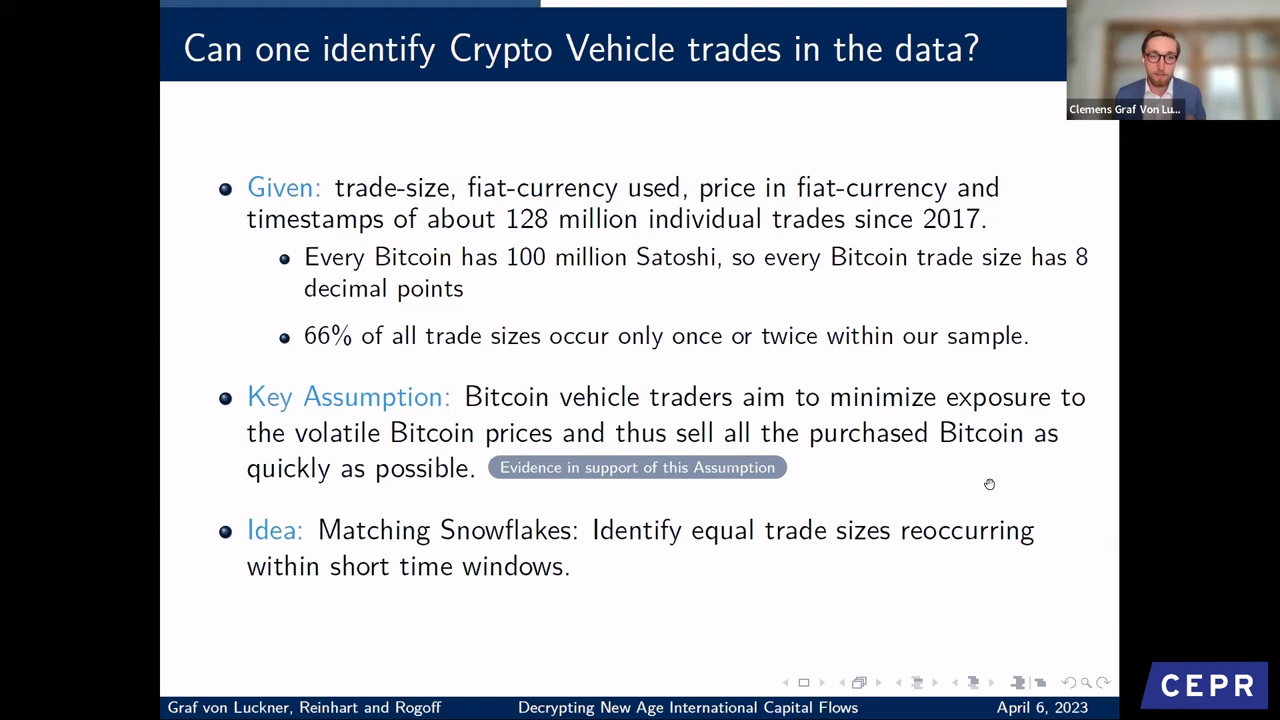 Can one identify Crypto Vehicle trades in the data?
Clemens Graf Von Lu...
Given: trade-size, fiat-currency used, price in fiat-currency and
timestamps of about 128 million individual trades since 2017.
Every Bitcoin has 100 million Satoshi, so every Bitcoin trade size has 8
decimal points
66% of all trade sizes occur only once or twice within our sample.
Key Assumption: Bitcoin vehicle traders aim to minimize exposure to
the volatile Bitcoin prices and thus sell all the purchased Bitcoin as
quickly as possible. Evidence in support of this Assumption
Idea: Matching Snowflakes: Identify equal trade sizes reoccurring
within short time windows.
CEPR
Graf von Luckner, Reinhart and Rogoff Decrypting New Age International Capital Flows April 6, 2023